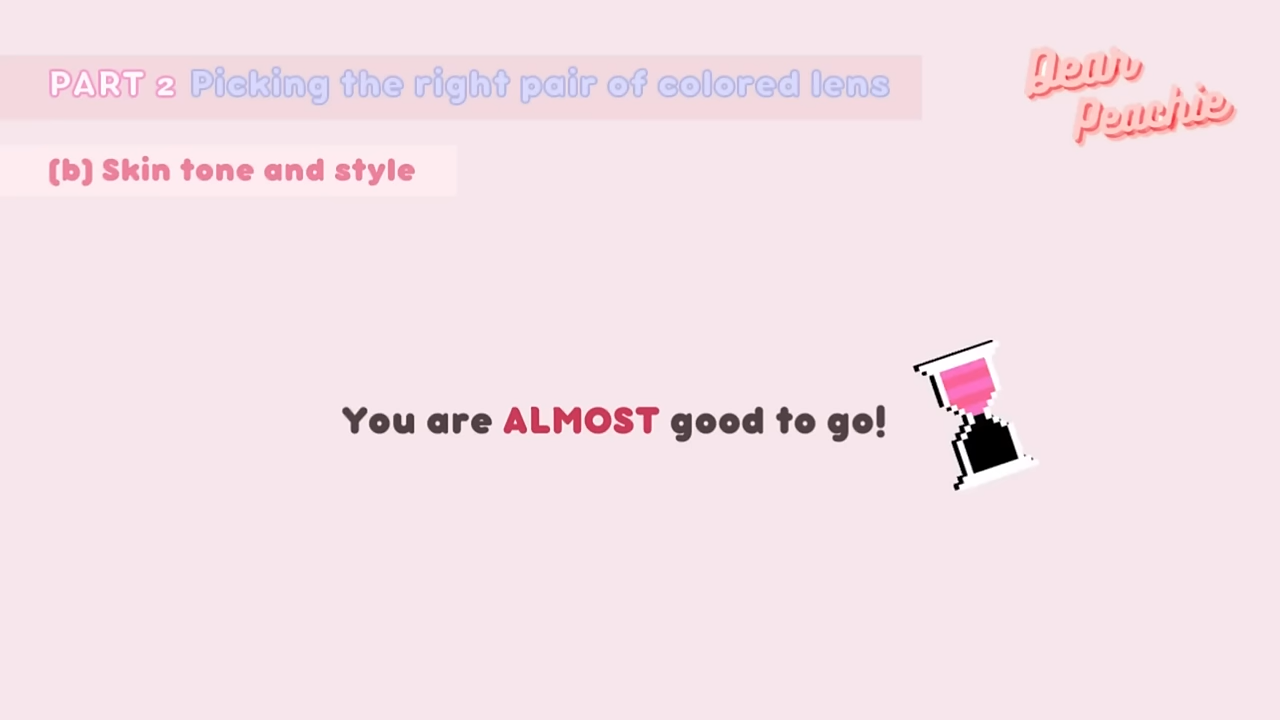 PART 2 Picking the right pair of colored lens
Dear
Peachie
(b) Skin tone and style
You are ALMOST good to go!